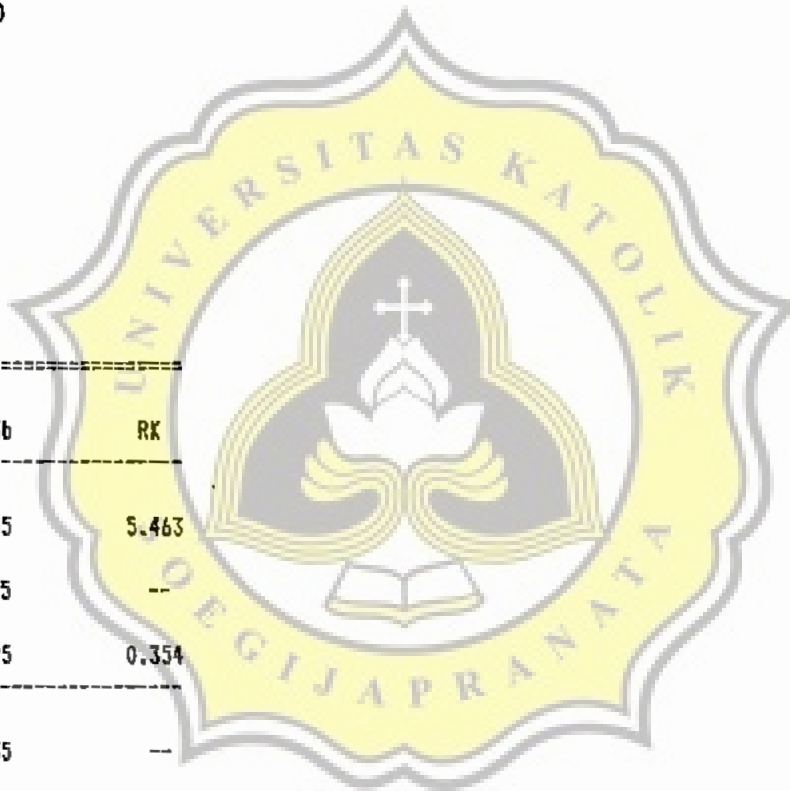 UNIVERSITAS KATOLIK
SOEGIJAPRANATA
RK
5 5.463
5 --
5 0.354
5 --